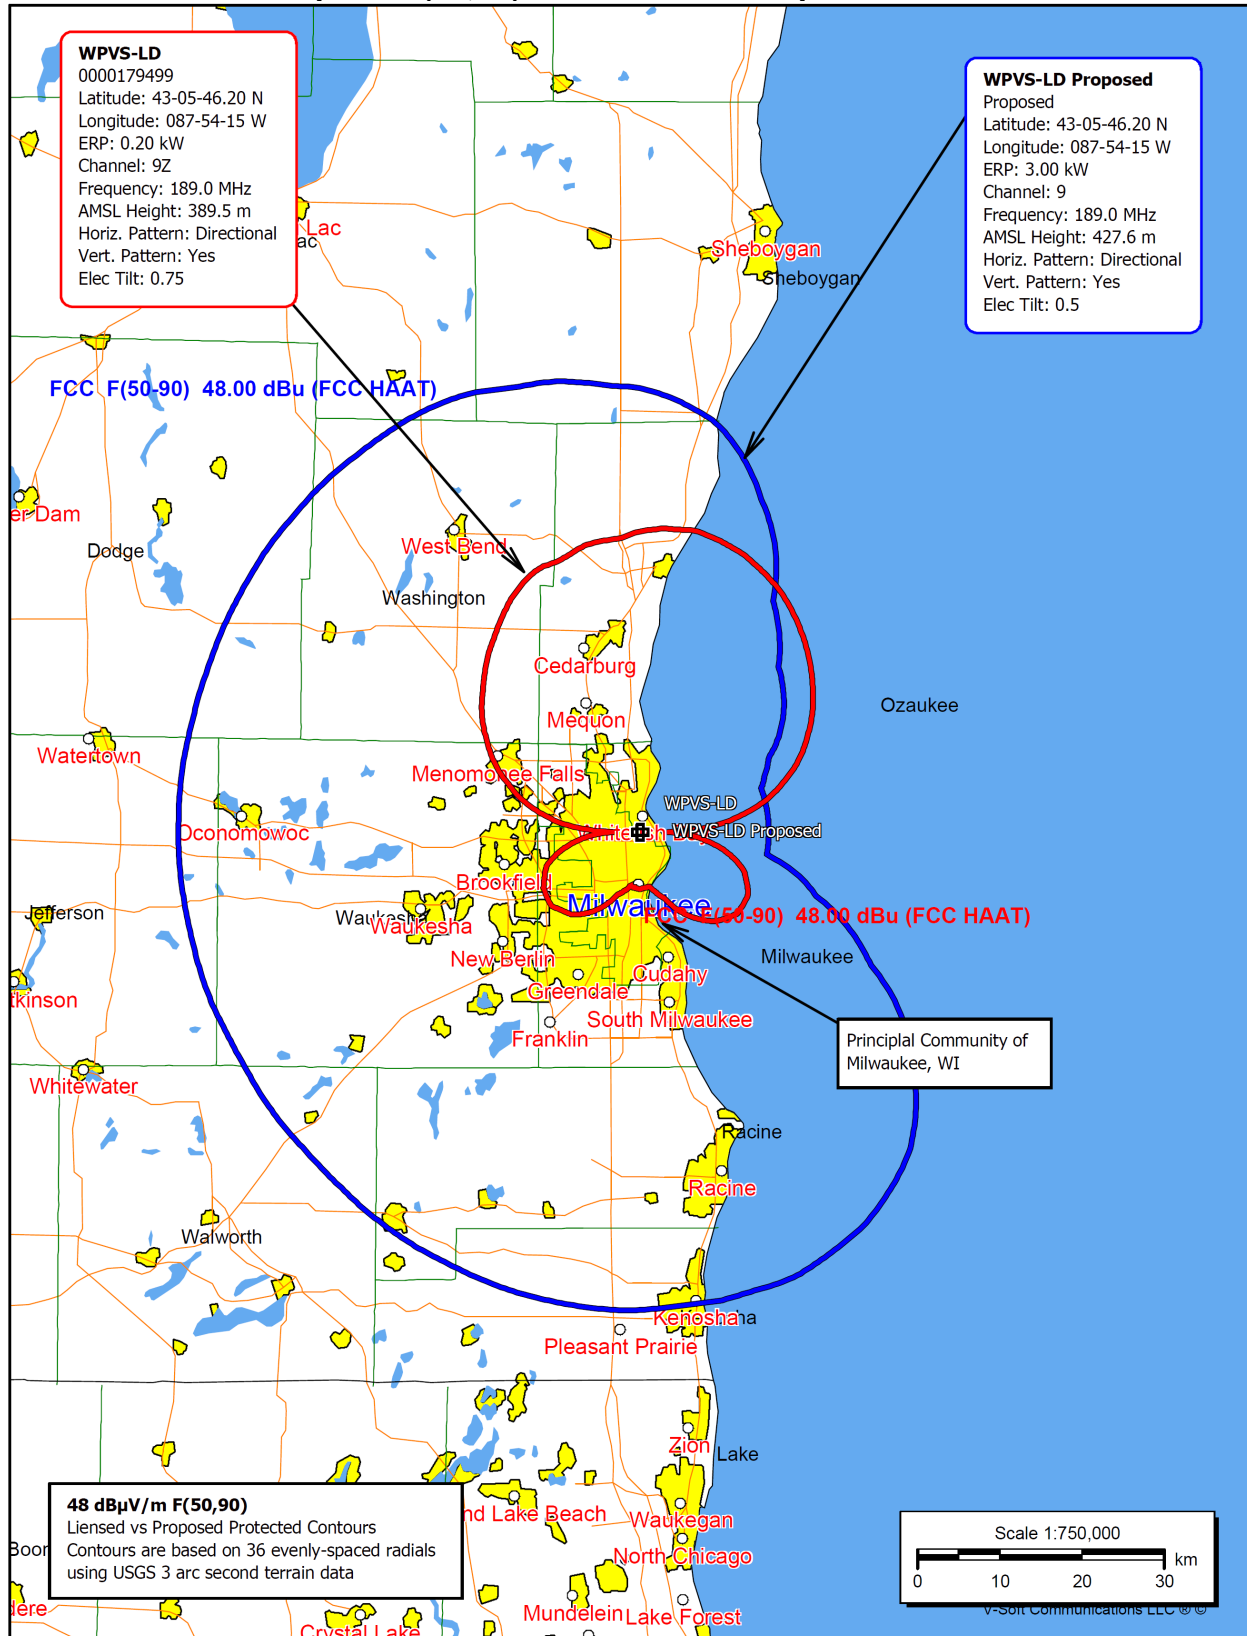 WPVS-LD
0000179499
Latitude: 43-05-46.20 N
Longitude: 087-54-15 W
ERP: 0.20 kW
Channel: 9Z
Frequency: 189.0 MHz
AMSL Height: 389.5 m
Horiz. Pattern: Directional
Vert. Pattern: Yes
Elec Tilt: 0.75
WPVS-LD Proposed
Proposed
Latitude: 43-05-46.20 N
Longitude: 087-54-15 W
ERP: 3.00 kW
Channel: 9
Frequency: 189.0 MHz
AMSL Height: 427.6 m
Horiz. Pattern: Directional
Vert. Pattern: Yes
Elec Tilt: 0.5
Lac
ac
Sheboygan
Sheboygan
FCC F(50-90) 48.00 dBu (FCC HAAT)
er Dam
Dodge
West Bend
Washington
Cedarburg
Mequon
Ozaukee
Watertown
Menomonee Falls
WPVS-LD
Oconomowoc
WPVS-LD Proposed
Brookfield
Milwaukee
Jefferson
Waukesha
FCC F(50-90) 48.00 dBu (FCC HAAT)
New Berlin
Milwaukee
Cudahy
Greendale
tkinson
South Milwaukee
Franklin
Principlal Community of
Milwaukee, WI
Whitewater
Racine
Racine
Walworth
Kenosha
ha
Pleasant Prairie
Zion
Lake
48 dBµV/m F(50,90)
Liensed vs Proposed Protected Contours
Contours are based on 36 evenly-spaced radials
using USGS 3 arc second terrain data
nd Lake Beach
Waukegan
North Chicago
Boon
dere
Mundelein
Lake Forest
Crystal Lake
Scale 1:750,000
km
0 10 20 30
V-Soft Communications LLC ® ©